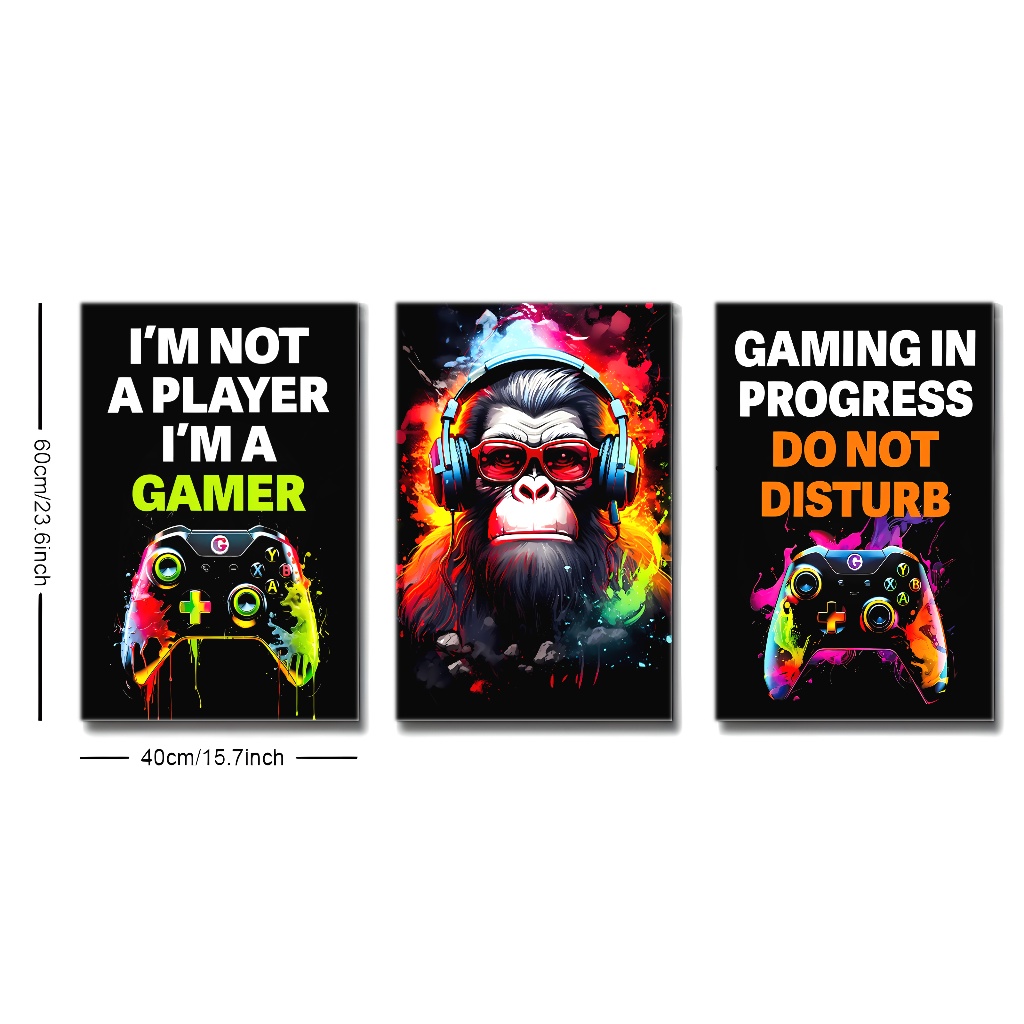 I'M NOT
A PLAYER
I'M A
GAMER
G
Y
X
B
A
GAMING IN
PROGRESS
DO NOT
DISTURB
G
Y
X
B
A
60cm/23.6inch
40cm/15.7inch